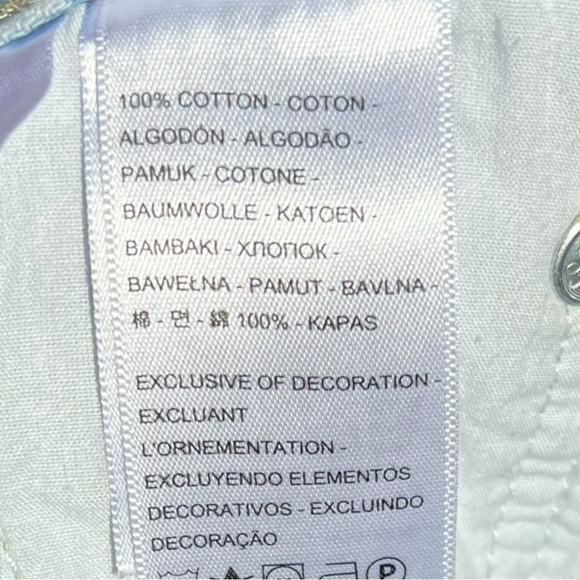 100% COTTON - COTON -
ALGODÓN - ALGODÃO -
PAMUK - COTONE -
BAUMWOLLE - KATOEN -
BAMBAKI - ХЛОПОК -
BAWEŁNA - PAMUT - BAVLNA -
棉 - 면 - 綿 100% - KAPAS
EXCLUSIVE OF DECORATION -
EXCLUANT
L'ORNEMENTATION -
EXCLUYENDO ELEMENTOS
DECORATIVOS - EXCLUINDO
DECORAÇÃO
P